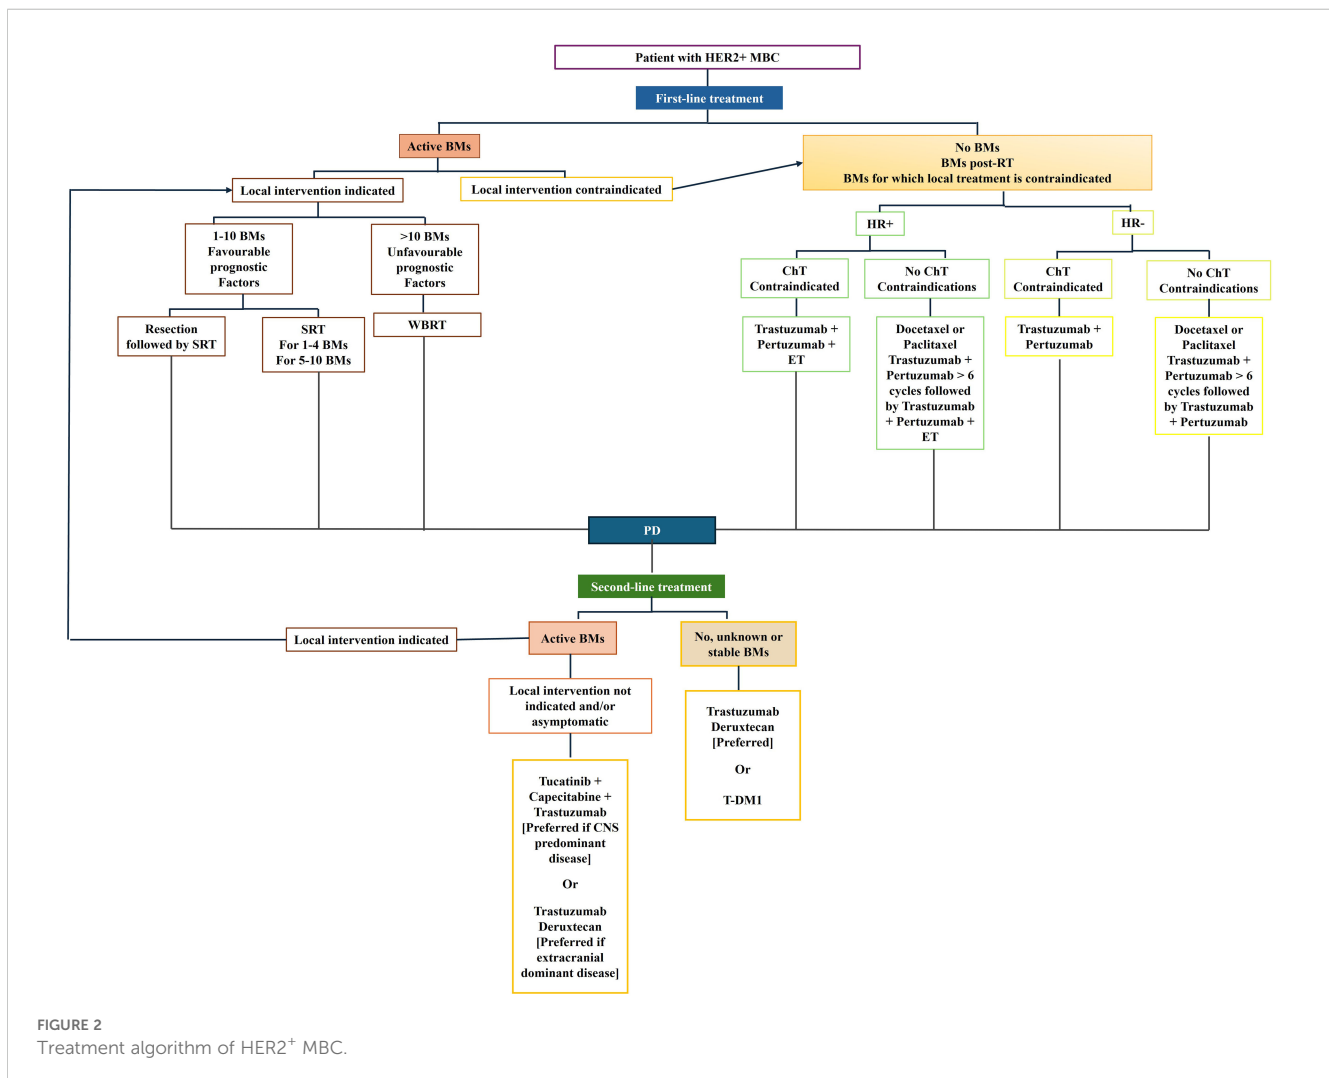 Patient with HER2+ MBC
First-line treatment
Active BMs
No BMs
BMs post-RT
BMs for which local treatment is contraindicated
Local intervention indicated
Local intervention contraindicated
1-10 BMs
Favourable
prognostic
Factors
>10 BMs
Unfavourable
prognostic
Factors
HR+
HR-
ChT
Contraindicated
No ChT
Contraindications
ChT
Contraindicated
No ChT
Contraindications
Resection
followed by SRT
SRT
For 1-4 BMs
For 5-10 BMs
WBRT
Trastuzumab +
Pertuzumab +
ET
Docetaxel or
Paclitaxel
Trastuzumab +
Pertuzumab > 6
cycles followed
by Trastuzumab
+ Pertuzumab +
ET
Trastuzumab +
Pertuzumab
Docetaxel or
Paclitaxel
Trastuzumab +
Pertuzumab > 6
cycles followed
by Trastuzumab
+ Pertuzumab
PD
Second-line treatment
Local intervention indicated
Active BMs
No, unknown or
stable BMs
Local intervention not
indicated and/or
asymptomatic
Trastuzumab
Deruxtecan
[Preferred]
Or
T-DM1
Tucatinib +
Capecitabine +
Trastuzumab
[Preferred if CNS
predominant
disease]
Or
Trastuzumab
Deruxtecan
[Preferred if
extracranial
dominant disease]
FIGURE 2
Treatment algorithm of HER2+ MBC.